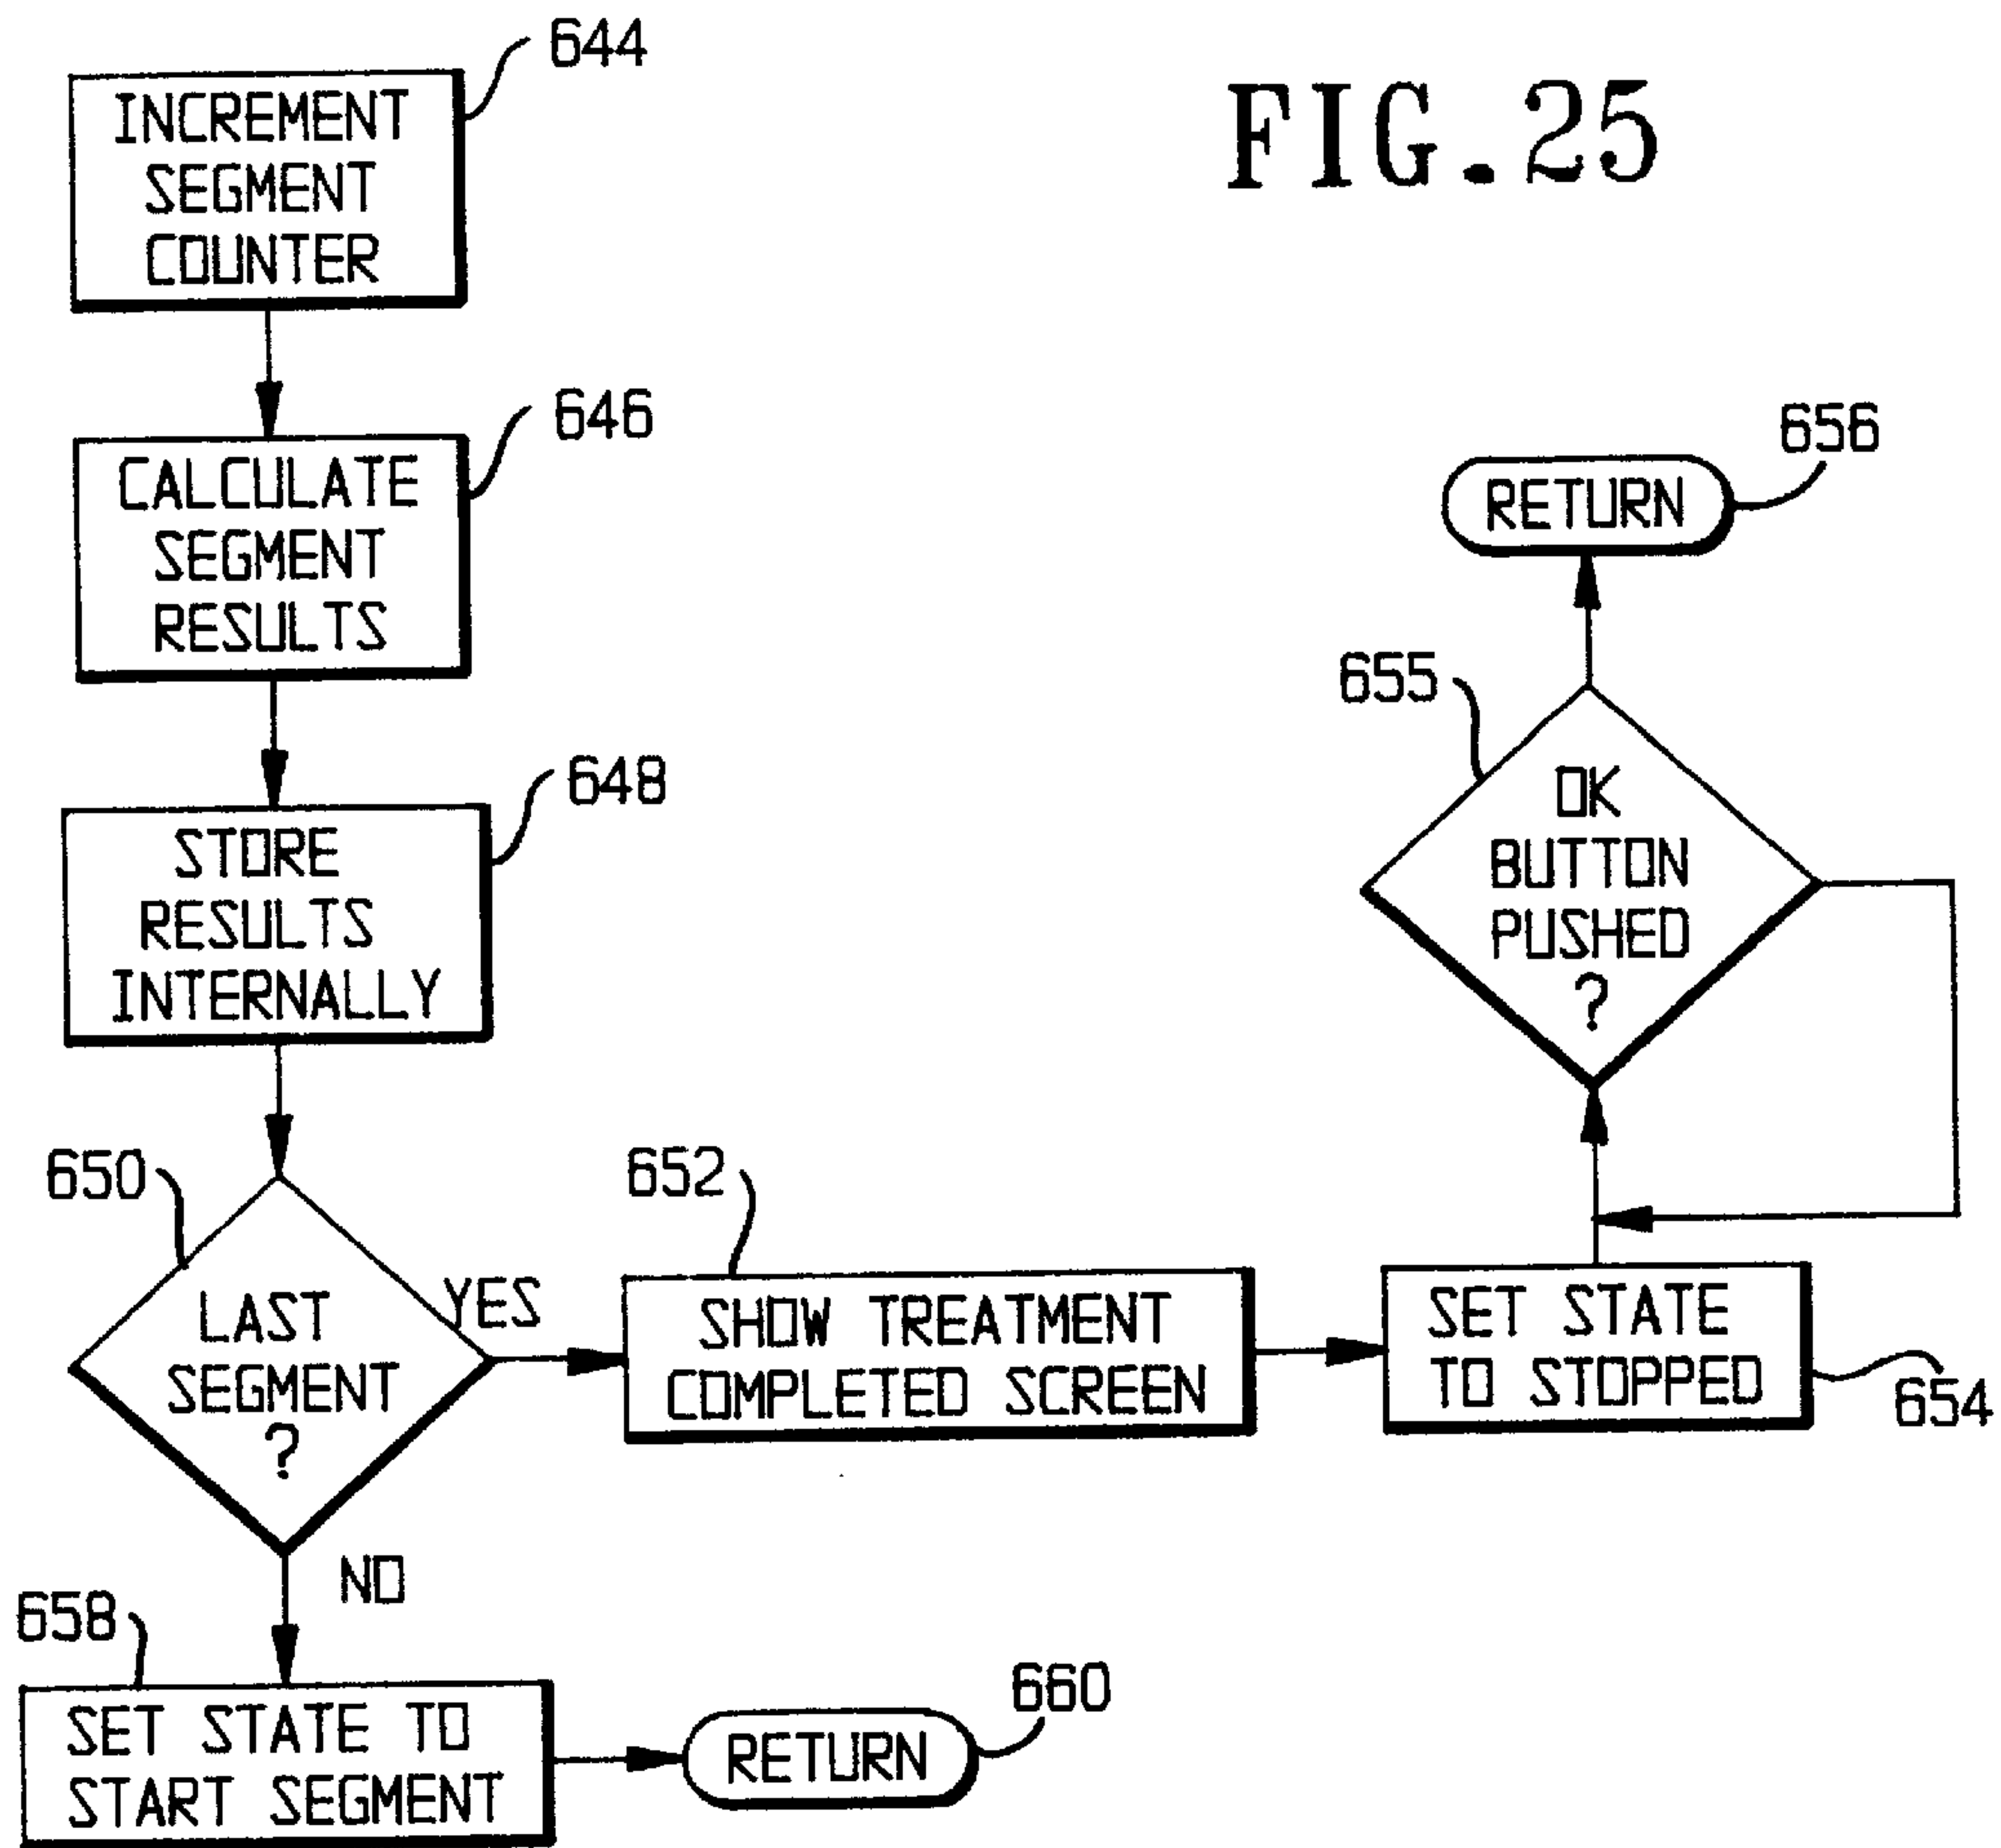 FIG.25
644
INCREMENT
SEGMENT
COUNTER
646
CALCULATE
SEGMENT
RESULTS
648
STORE
RESULTS
INTERNALLY
650
LAST
SEGMENT
?
YES
NO
652
SHOW TREATMENT
COMPLETED SCREEN
SET STATE
TO STOPPED
654
655
OK
BUTTON
PUSHED
?
656
RETURN
658
SET STATE TO
START SEGMENT
660
RETURN